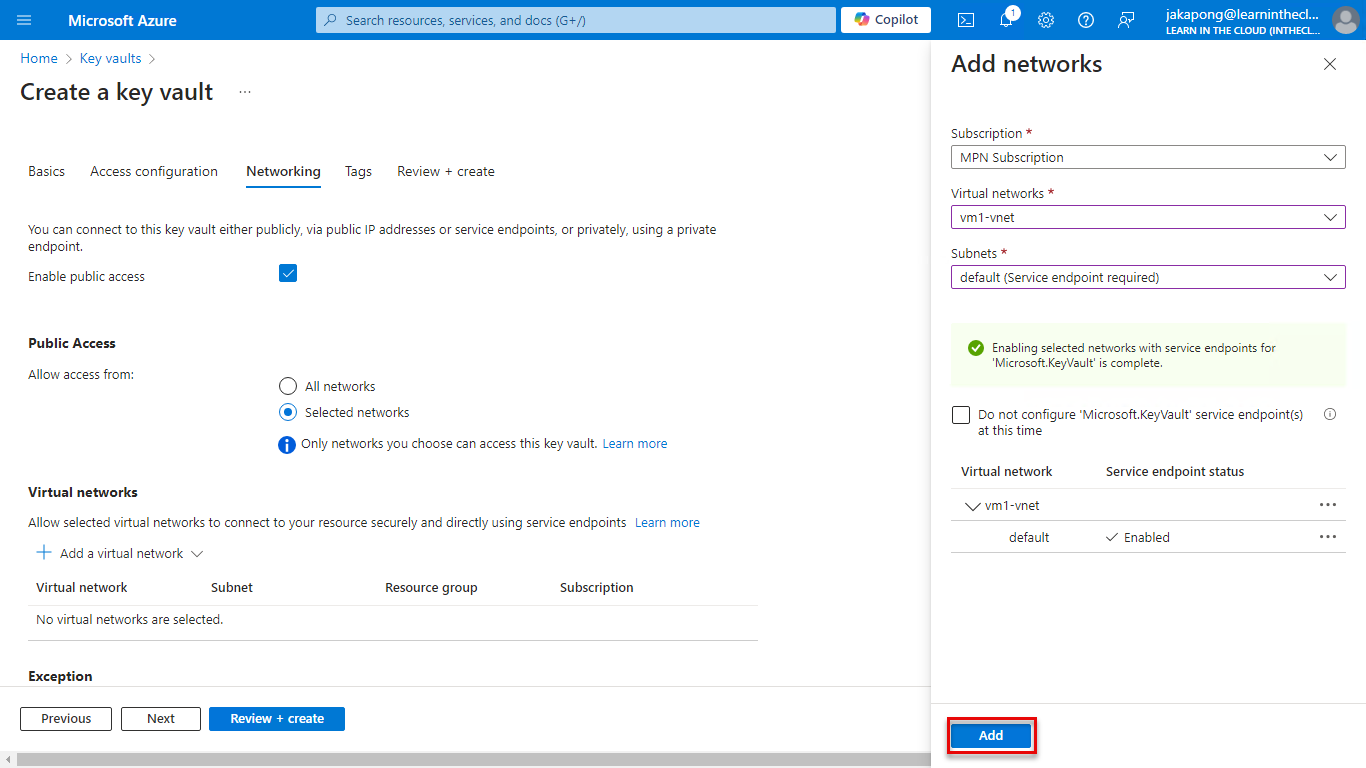 Microsoft Azure
Search resources, services, and docs (G+/)
Copilot
1
jakapong@learninthecl...
LEARN IN THE CLOUD (INTHECL...
Home > Key vaults >
Create a key vault ...
Basics
Access configuration
Networking
Tags
Review + create
You can connect to this key vault either publicly, via public IP addresses or service endpoints, or privately, using a private
endpoint.
Enable public access
Public Access
Allow access from:
All networks
Selected networks
Only networks you choose can access this key vault. Learn more
Virtual networks
Allow selected virtual networks to connect to your resource securely and directly using service endpoints Learn more
+ Add a virtual network
Virtual network Subnet Resource group Subscription
No virtual networks are selected.
Exception
Previous
Next
Review + create
Add networks
Subscription *
MPN Subscription
Virtual networks *
vm1-vnet
Subnets *
default (Service endpoint required)
Enabling selected networks with service endpoints for
'Microsoft.KeyVault' is complete.
Do not configure 'Microsoft.KeyVault' service endpoint(s)
at this time
Virtual network Service endpoint status
vm1-vnet ...
default Enabled ...
Add